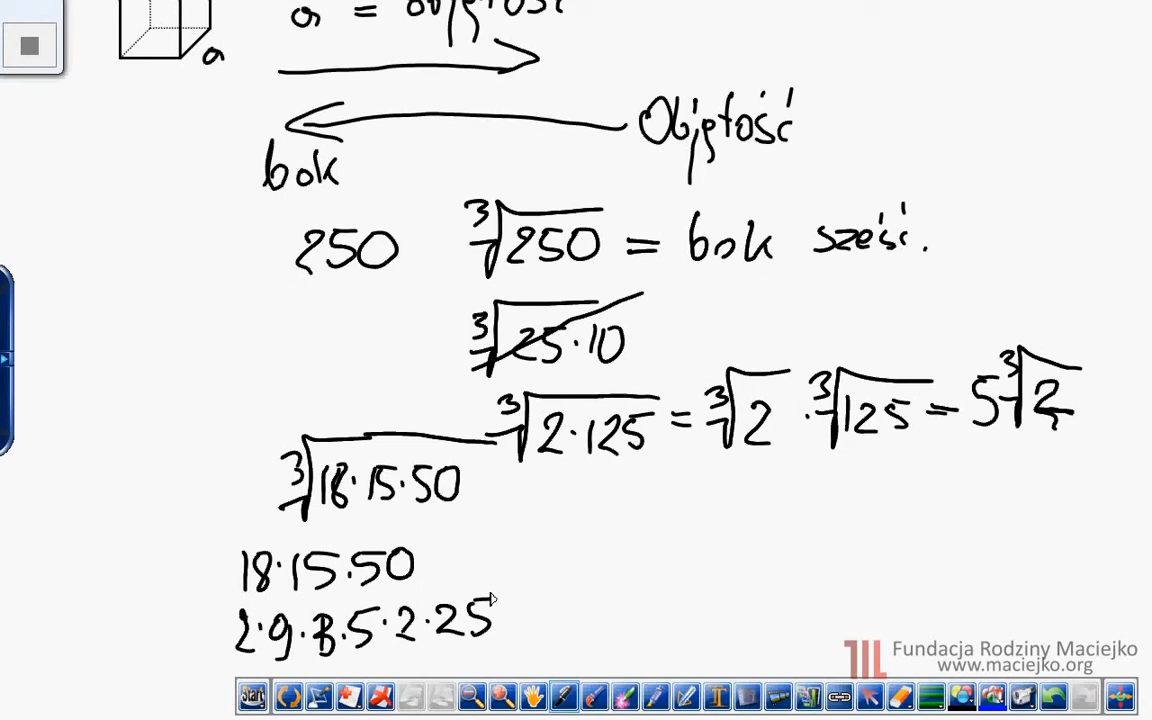 a = objętość
a
Objętość
bok
250 ∛250 = bok sześć.
∛25·10
∛2·125 = ∛2 · ∛125 = 5∛2
∛18·15·50
18·15·50
2·9·3·5·2·25
Fundacja Rodziny Maciejko
www.maciejko.org
Start